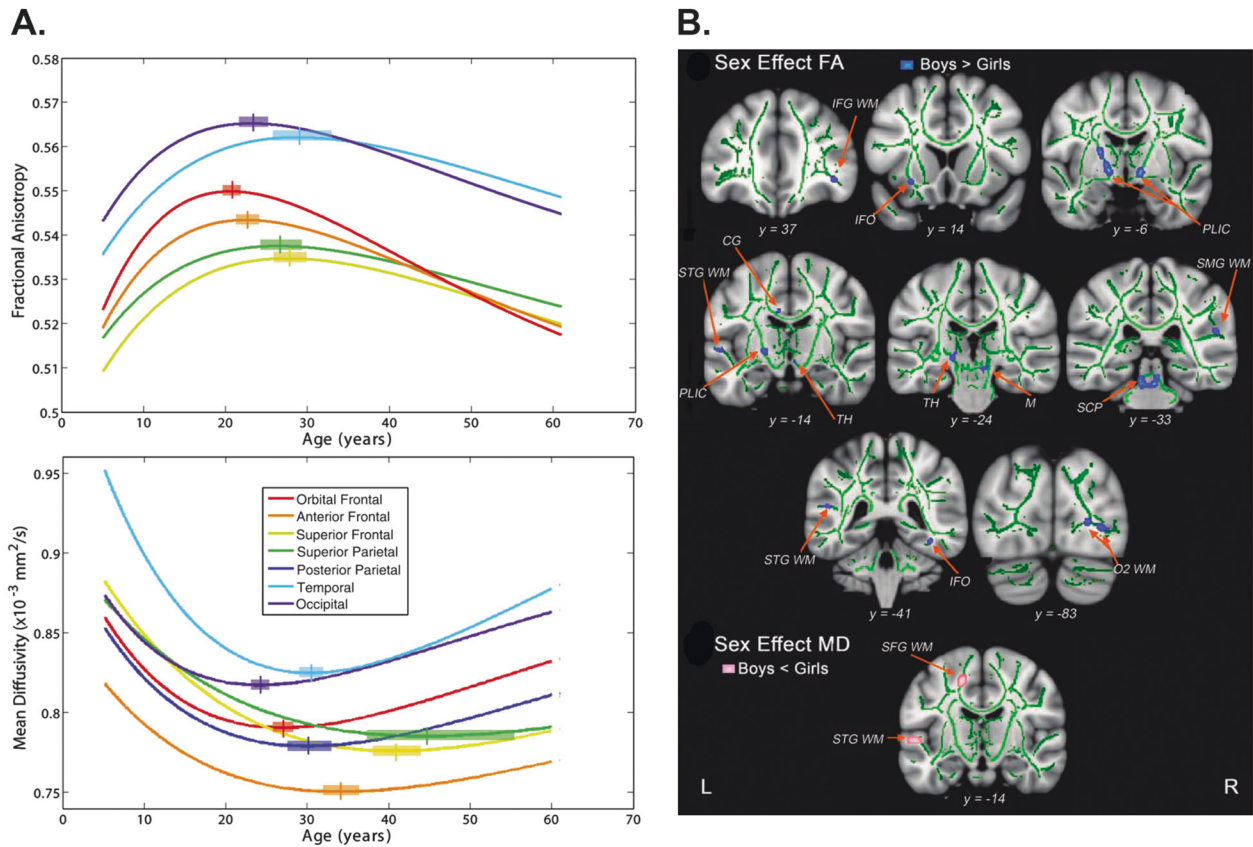 A.
0.58
0.57
0.56
0.55
0.54
0.53
0.52
0.51
0.5
Fractional Anisotropy
0 10 20 30 40 50 60 70
Age (years)
0.95
0.9
0.85
0.8
0.75
Mean Diffusivity (x10⁻³ mm²/s)
Orbital Frontal
Anterior Frontal
Superior Frontal
Superior Parietal
Posterior Parietal
Temporal
Occipital
0 10 20 30 40 50 60 70
Age (years)
B.
Sex Effect FA
Boys > Girls
IFG WM
IFO
PLIC
y = 37
y = 14
y = -6
CG
STG WM
SMG WM
PLIC
TH
TH
M
SCP
y = -14
y = -24
y = -33
STG WM
IFO
O2 WM
y = -41
y = -83
Sex Effect MD
Boys < Girls
SFG WM
STG WM
L
R
y = -14